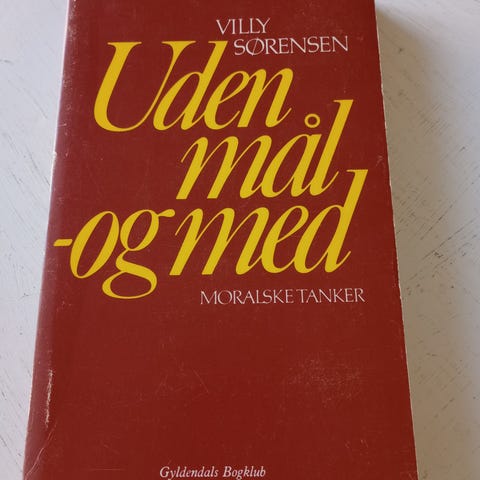 VILLY
SØRENSEN
Uden
mål
-og med
MORALSKE TANKER
Gyldendals Bogklub